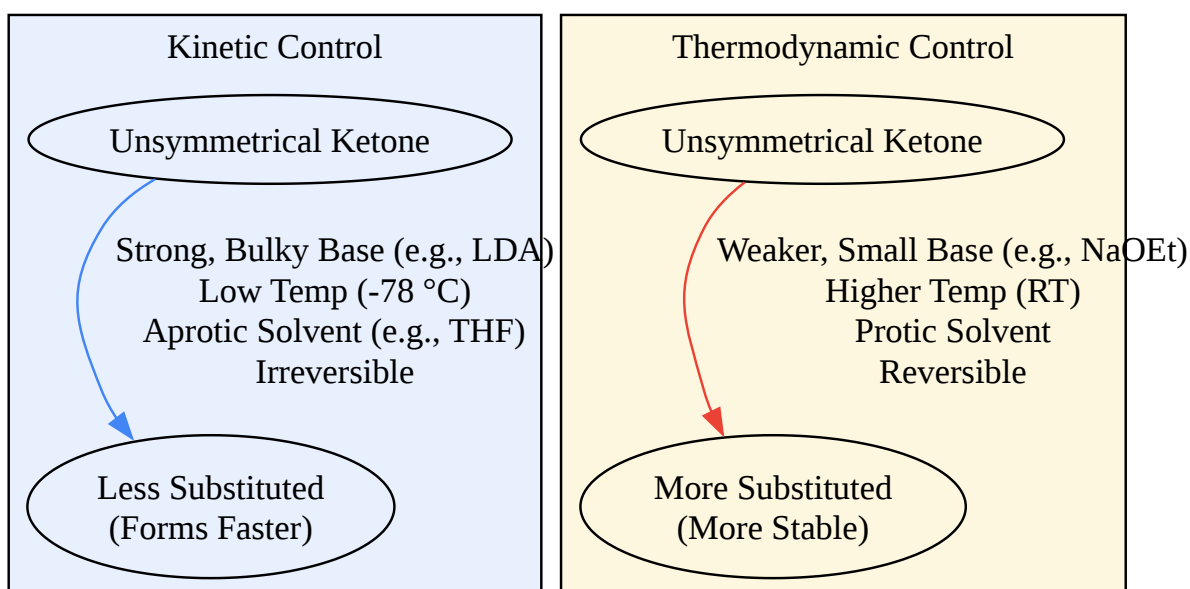 Kinetic Control
Unsymmetrical Ketone
Strong, Bulky Base (e.g., LDA)
Low Temp (-78 °C)
Aprotic Solvent (e.g., THF)
Irreversible
Less Substituted
(Forms Faster)
Thermodynamic Control
Unsymmetrical Ketone
Weaker, Small Base (e.g., NaOEt)
Higher Temp (RT)
Protic Solvent
Reversible
More Substituted
(More Stable)